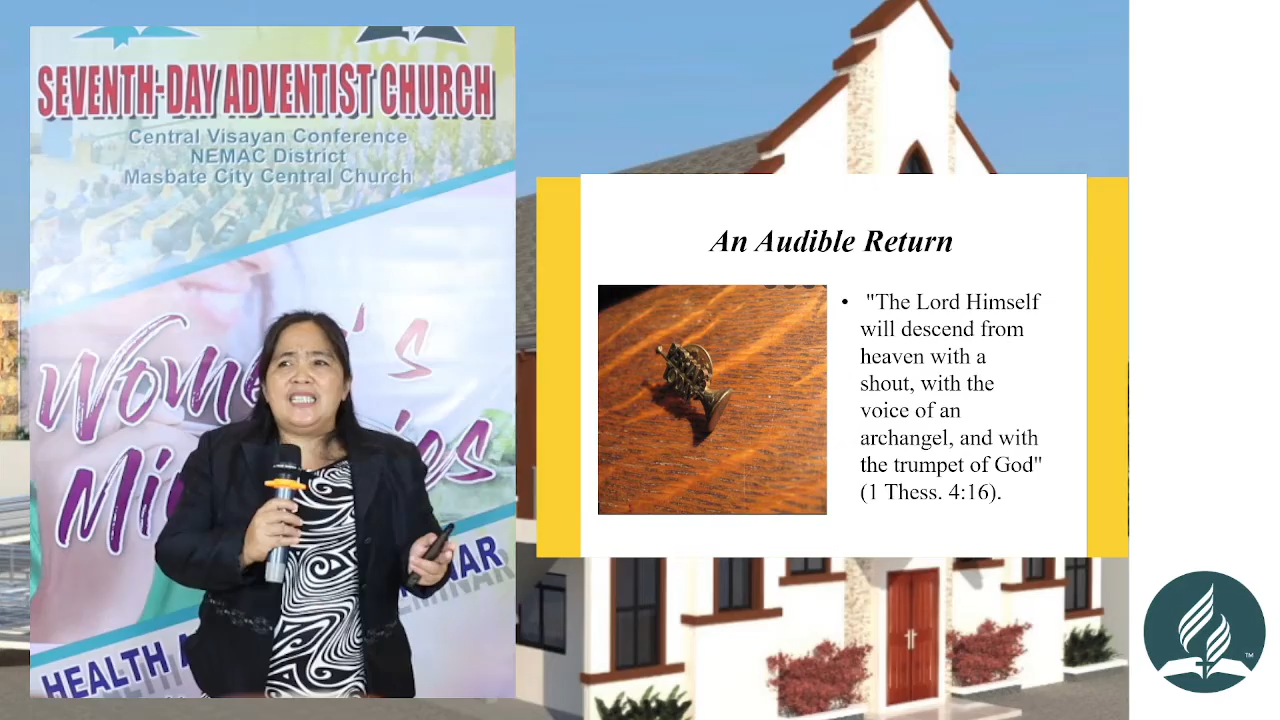 SEVENTH-DAY ADVENTIST CHURCH
Central Visayan Conference
NEMAC District
Masbate City Central Church
HEALTH
An Audible Return
• "The Lord Himself
will descend from
heaven with a
shout, with the
voice of an
archangel, and with
the trumpet of God"
(1 Thess. 4:16).
TM